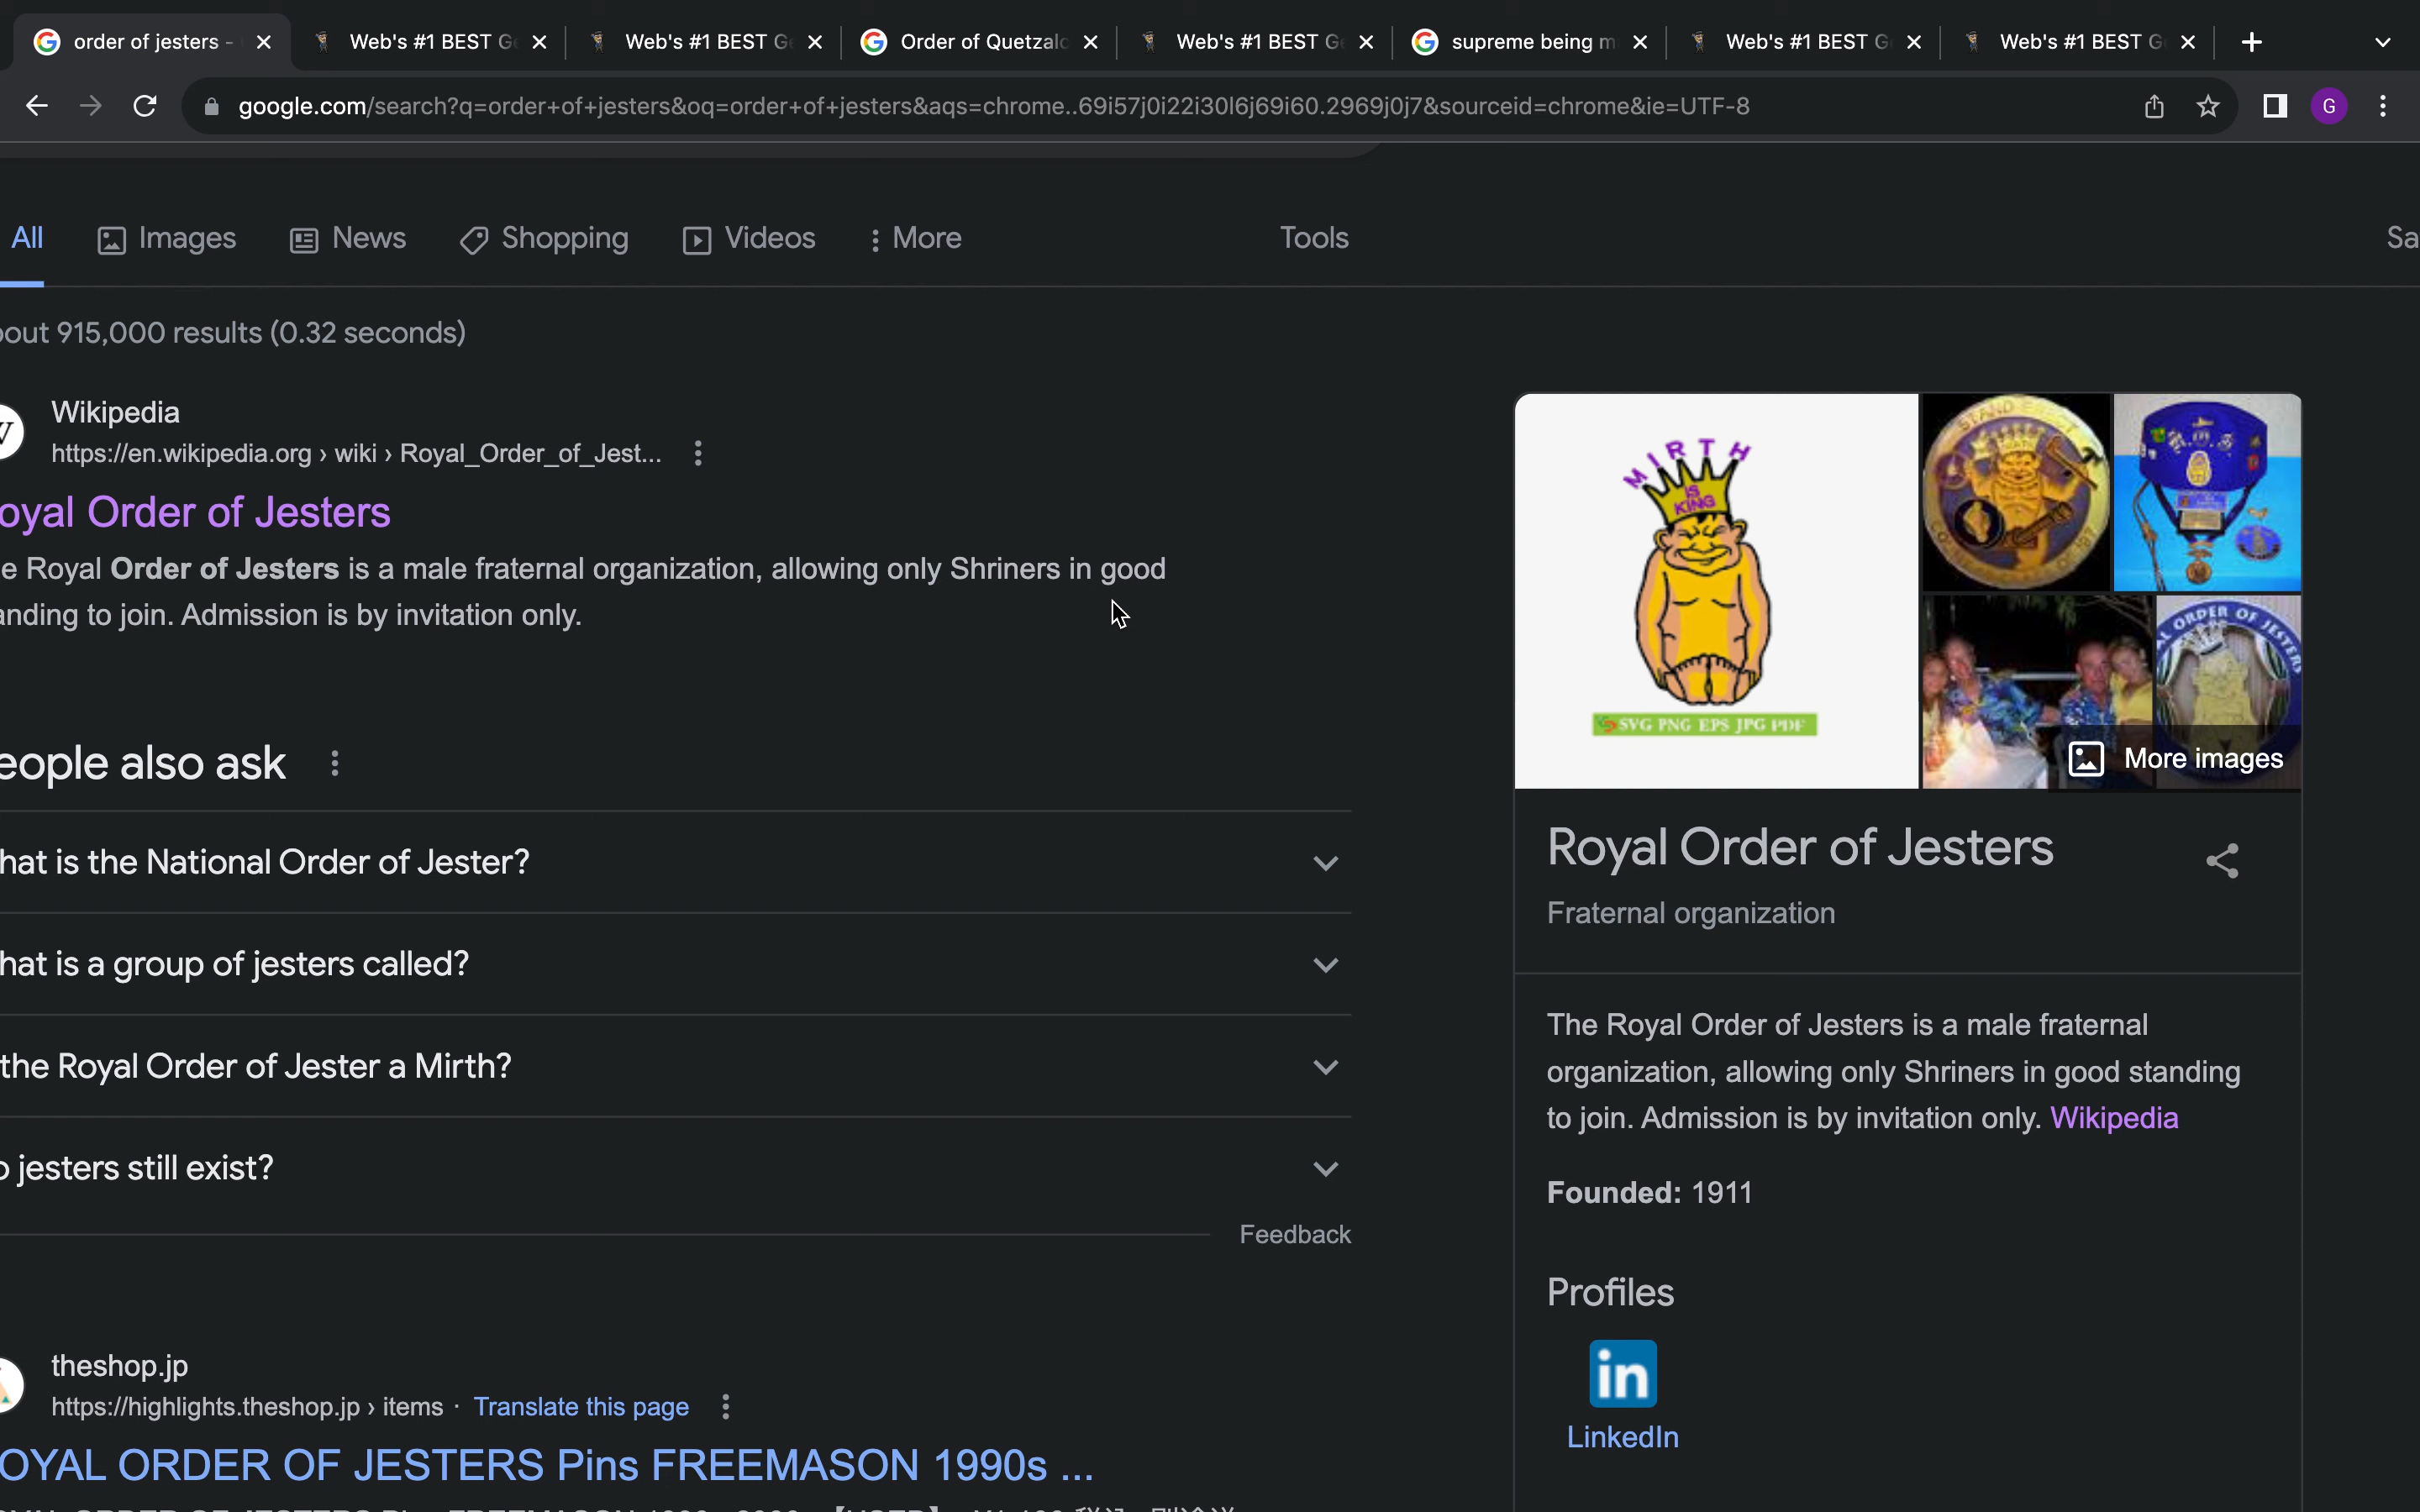 order of jesters -
Web's #1 BEST G
Web's #1 BEST G
Order of Quetzalc
Web's #1 BEST G
supreme being m
Web's #1 BEST G
Web's #1 BEST G
google.com/search?q=order+of+jesters&oq=order+of+jesters&aqs=chrome..69i57j0i22i30l6j69i60.2969j0j7&sourceid=chrome&ie=UTF-8
G
All Images News Shopping Videos More Tools Sa
out 915,000 results (0.32 seconds)
Wikipedia
https://en.wikipedia.org › wiki › Royal_Order_of_Jest...
oyal Order of Jesters
e Royal Order of Jesters is a male fraternal organization, allowing only Shriners in good
anding to join. Admission is by invitation only.
eople also ask
hat is the National Order of Jester?
hat is a group of jesters called?
the Royal Order of Jester a Mirth?
o jesters still exist?
Feedback
theshop.jp
https://highlights.theshop.jp › items · Translate this page
OYAL ORDER OF JESTERS Pins FREEMASON 1990s ...
MIRTH
IS
KING
SVG PNG EPS JPG PDF
ORDER OF JESTERS
More images
Royal Order of Jesters
Fraternal organization
The Royal Order of Jesters is a male fraternal
organization, allowing only Shriners in good standing
to join. Admission is by invitation only. Wikipedia
Founded: 1911
Profiles
in
LinkedIn